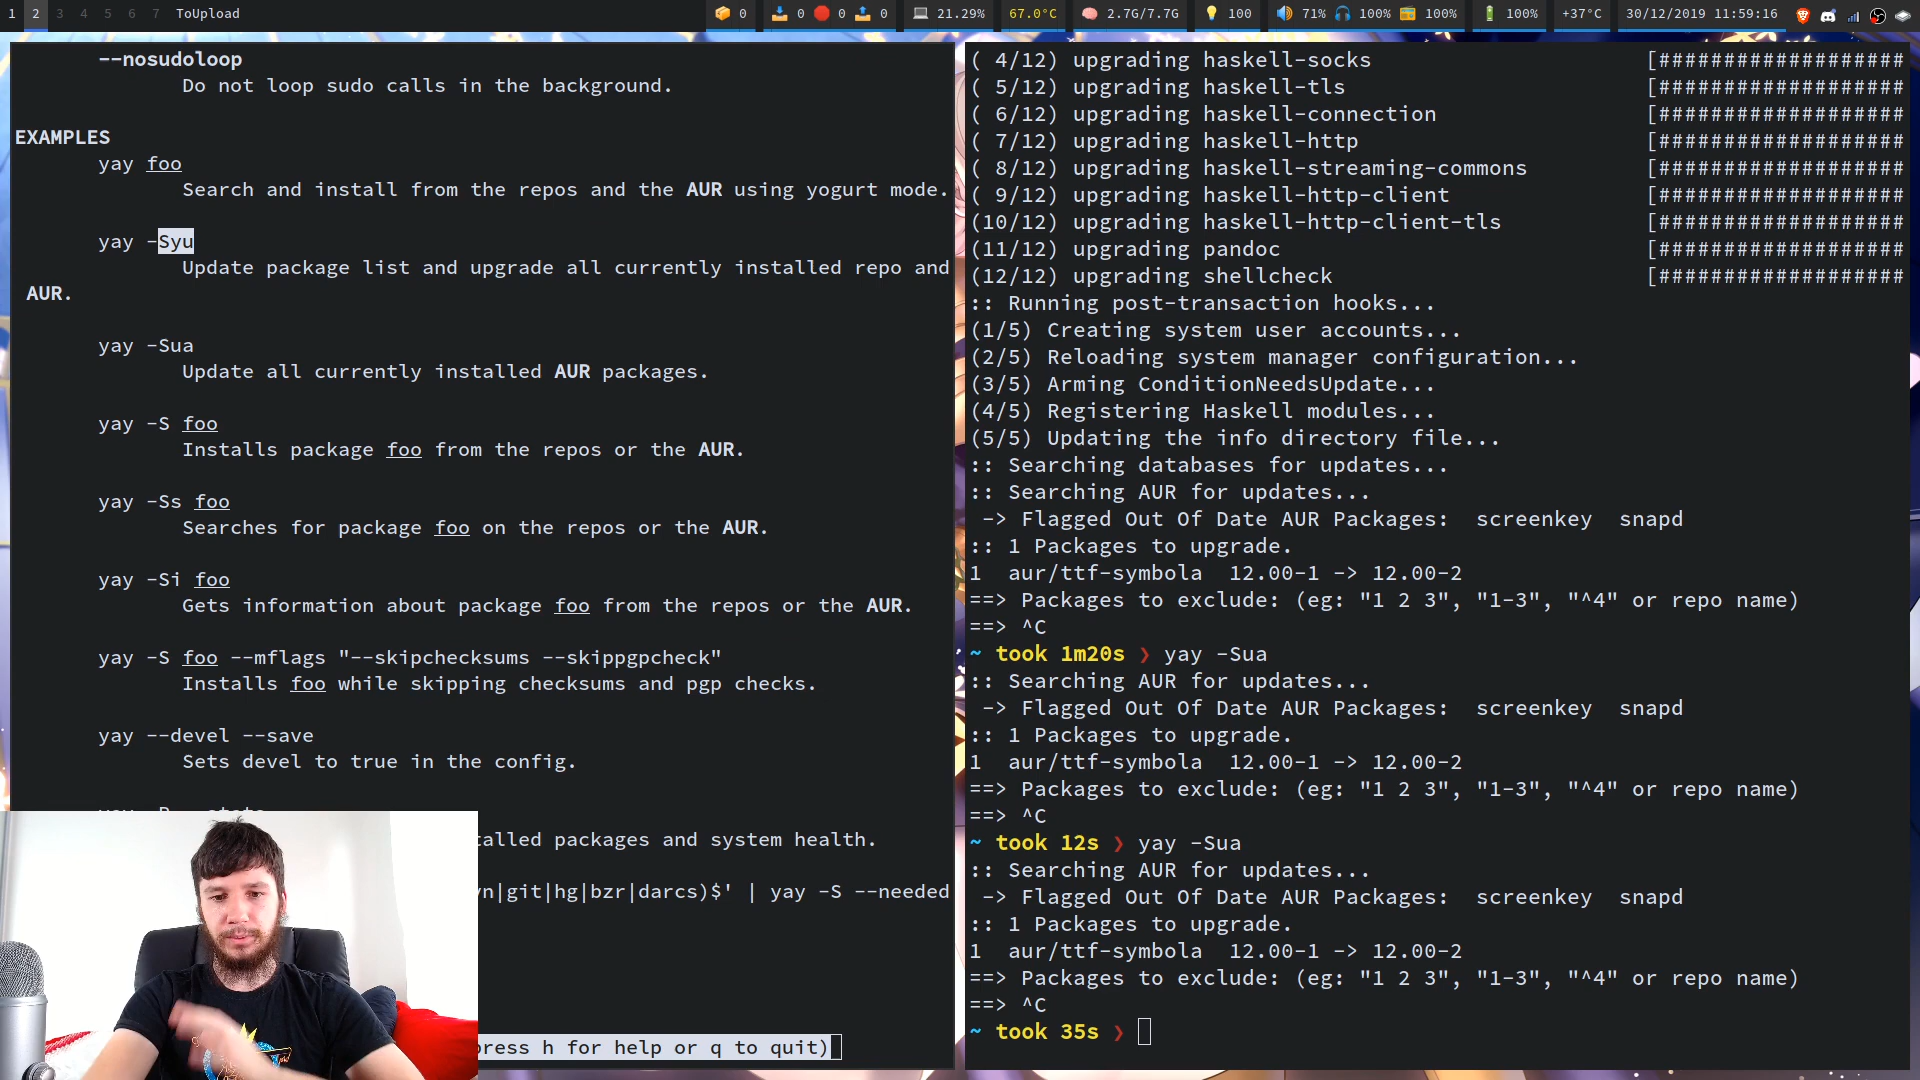 1 2 3 4 5 6 7 ToUpload 0 0 0 0 21.29% 67.0°C 2.7G/7.7G 100 71% 100% 100% 100% +37°C 30/12/2019 11:59:16
--nosudoloop
Do not loop sudo calls in the background.
EXAMPLES
yay foo
Search and install from the repos and the AUR using yogurt mode.
yay -Syu
Update package list and upgrade all currently installed repo and
AUR.
yay -Sua
Update all currently installed AUR packages.
yay -S foo
Installs package foo from the repos or the AUR.
yay -Ss foo
Searches for package foo on the repos or the AUR.
yay -Si foo
Gets information about package foo from the repos or the AUR.
yay -S foo --mflags "--skipchecksums --skippgpcheck"
Installs foo while skipping checksums and pgp checks.
yay --devel --save
Sets devel to true in the config.
talled packages and system health.
vn|git|hg|bzr|darcs)$' | yay -S --needed
press h for help or q to quit)
( 4/12) upgrading haskell-socks [###################
( 5/12) upgrading haskell-tls [###################
( 6/12) upgrading haskell-connection [###################
( 7/12) upgrading haskell-http [###################
( 8/12) upgrading haskell-streaming-commons [###################
( 9/12) upgrading haskell-http-client [###################
(10/12) upgrading haskell-http-client-tls [###################
(11/12) upgrading pandoc [###################
(12/12) upgrading shellcheck [###################
:: Running post-transaction hooks...
(1/5) Creating system user accounts...
(2/5) Reloading system manager configuration...
(3/5) Arming ConditionNeedsUpdate...
(4/5) Registering Haskell modules...
(5/5) Updating the info directory file...
:: Searching databases for updates...
:: Searching AUR for updates...
-> Flagged Out Of Date AUR Packages: screenkey snapd
:: 1 Packages to upgrade.
1 aur/ttf-symbola 12.00-1 -> 12.00-2
==> Packages to exclude: (eg: "1 2 3", "1-3", "^4" or repo name)
==> ^C
~ took 1m20s ❯ yay -Sua
:: Searching AUR for updates...
-> Flagged Out Of Date AUR Packages: screenkey snapd
:: 1 Packages to upgrade.
1 aur/ttf-symbola 12.00-1 -> 12.00-2
==> Packages to exclude: (eg: "1 2 3", "1-3", "^4" or repo name)
==> ^C
~ took 12s ❯ yay -Sua
:: Searching AUR for updates...
-> Flagged Out Of Date AUR Packages: screenkey snapd
:: 1 Packages to upgrade.
1 aur/ttf-symbola 12.00-1 -> 12.00-2
==> Packages to exclude: (eg: "1 2 3", "1-3", "^4" or repo name)
==> ^C
~ took 35s ❯